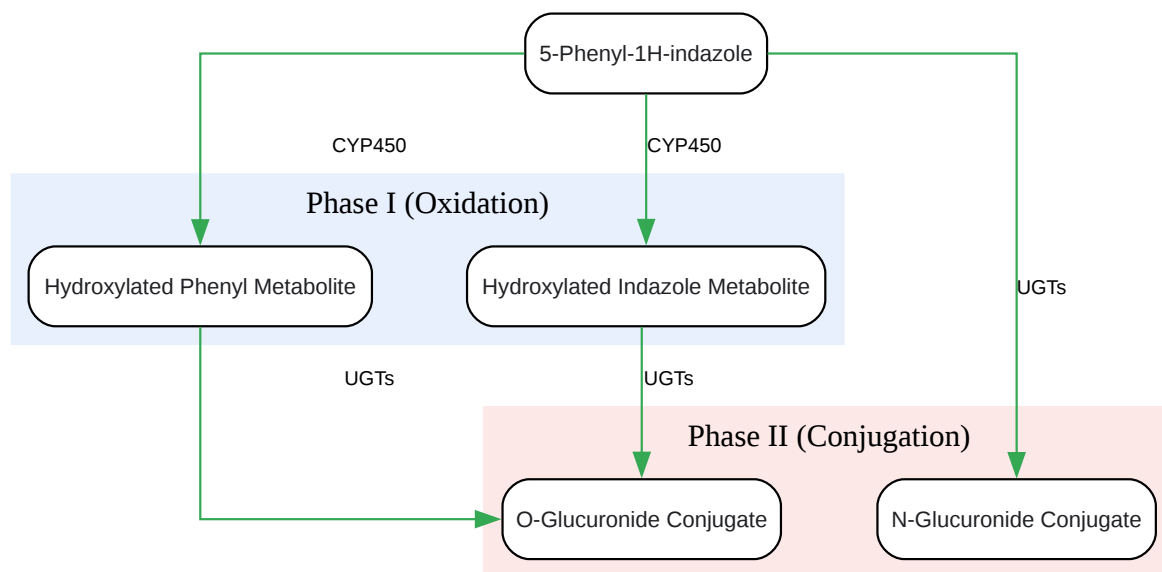 5-Phenyl-1H-indazole
CYP450
CYP450
Phase I (Oxidation)
Hydroxylated Phenyl Metabolite
Hydroxylated Indazole Metabolite
UGTs
UGTs
UGTs
Phase II (Conjugation)
O-Glucuronide Conjugate
N-Glucuronide Conjugate